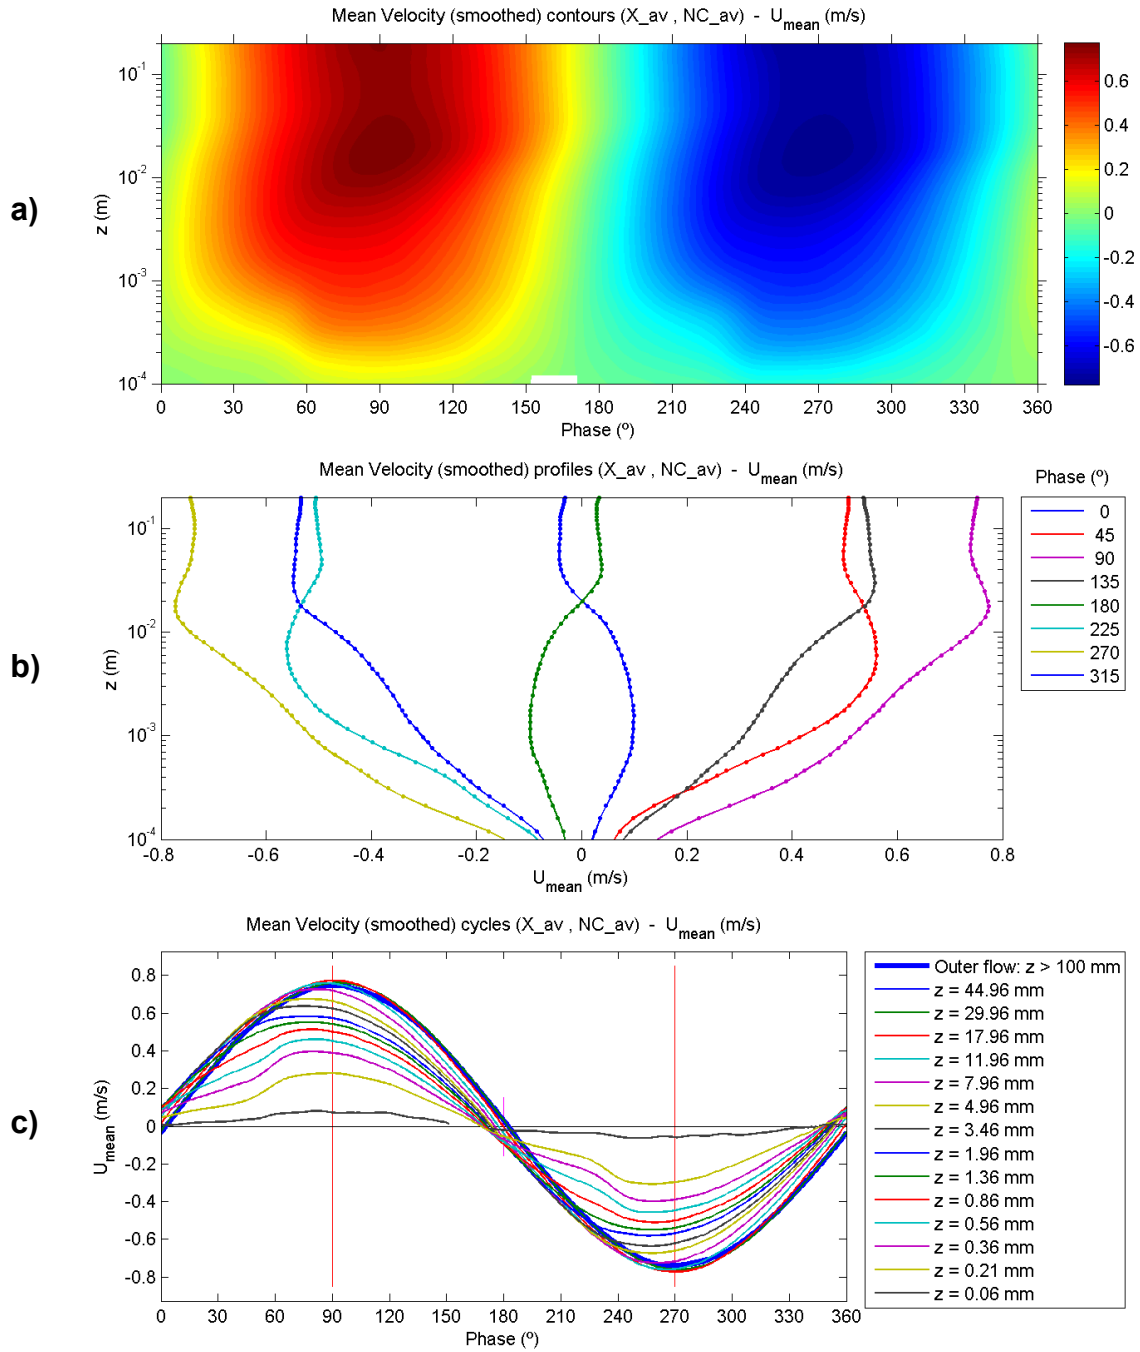 Mean Velocity (smoothed) contours (X_av , NC_av) - U_mean (m/s)
a)
z (m)
10^-1
10^-2
10^-3
10^-4
0 30 60 90 120 150 180 210 240 270 300 330 360
Phase (º)
0.6
0.4
0.2
0
-0.2
-0.4
-0.6
Mean Velocity (smoothed) profiles (X_av , NC_av) - U_mean (m/s)
b)
z (m)
10^-1
10^-2
10^-3
10^-4
-0.8 -0.6 -0.4 -0.2 0 0.2 0.4 0.6 0.8
U_mean (m/s)
Phase (º)
0
45
90
135
180
225
270
315
Mean Velocity (smoothed) cycles (X_av , NC_av) - U_mean (m/s)
c)
U_mean (m/s)
0.8
0.6
0.4
0.2
0
-0.2
-0.4
-0.6
-0.8
0 30 60 90 120 150 180 210 240 270 300 330 360
Phase (º)
Outer flow: z > 100 mm
z = 44.96 mm
z = 29.96 mm
z = 17.96 mm
z = 11.96 mm
z = 7.96 mm
z = 4.96 mm
z = 3.46 mm
z = 1.96 mm
z = 1.36 mm
z = 0.86 mm
z = 0.56 mm
z = 0.36 mm
z = 0.21 mm
z = 0.06 mm